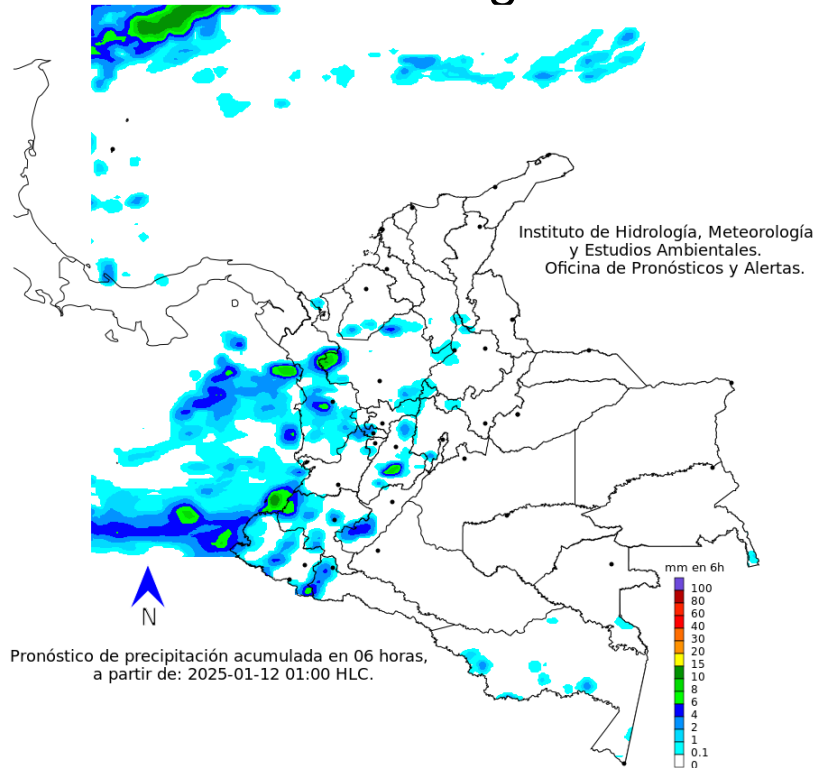 Instituto de Hidrología, Meteorología
y Estudios Ambientales.
Oficina de Pronósticos y Alertas.
mm en 6h
100
80
60
40
30
20
15
10
8
6
4
2
1
0.1
0
N
Pronóstico de precipitación acumulada en 06 horas,
a partir de: 2025-01-12 01:00 HLC.